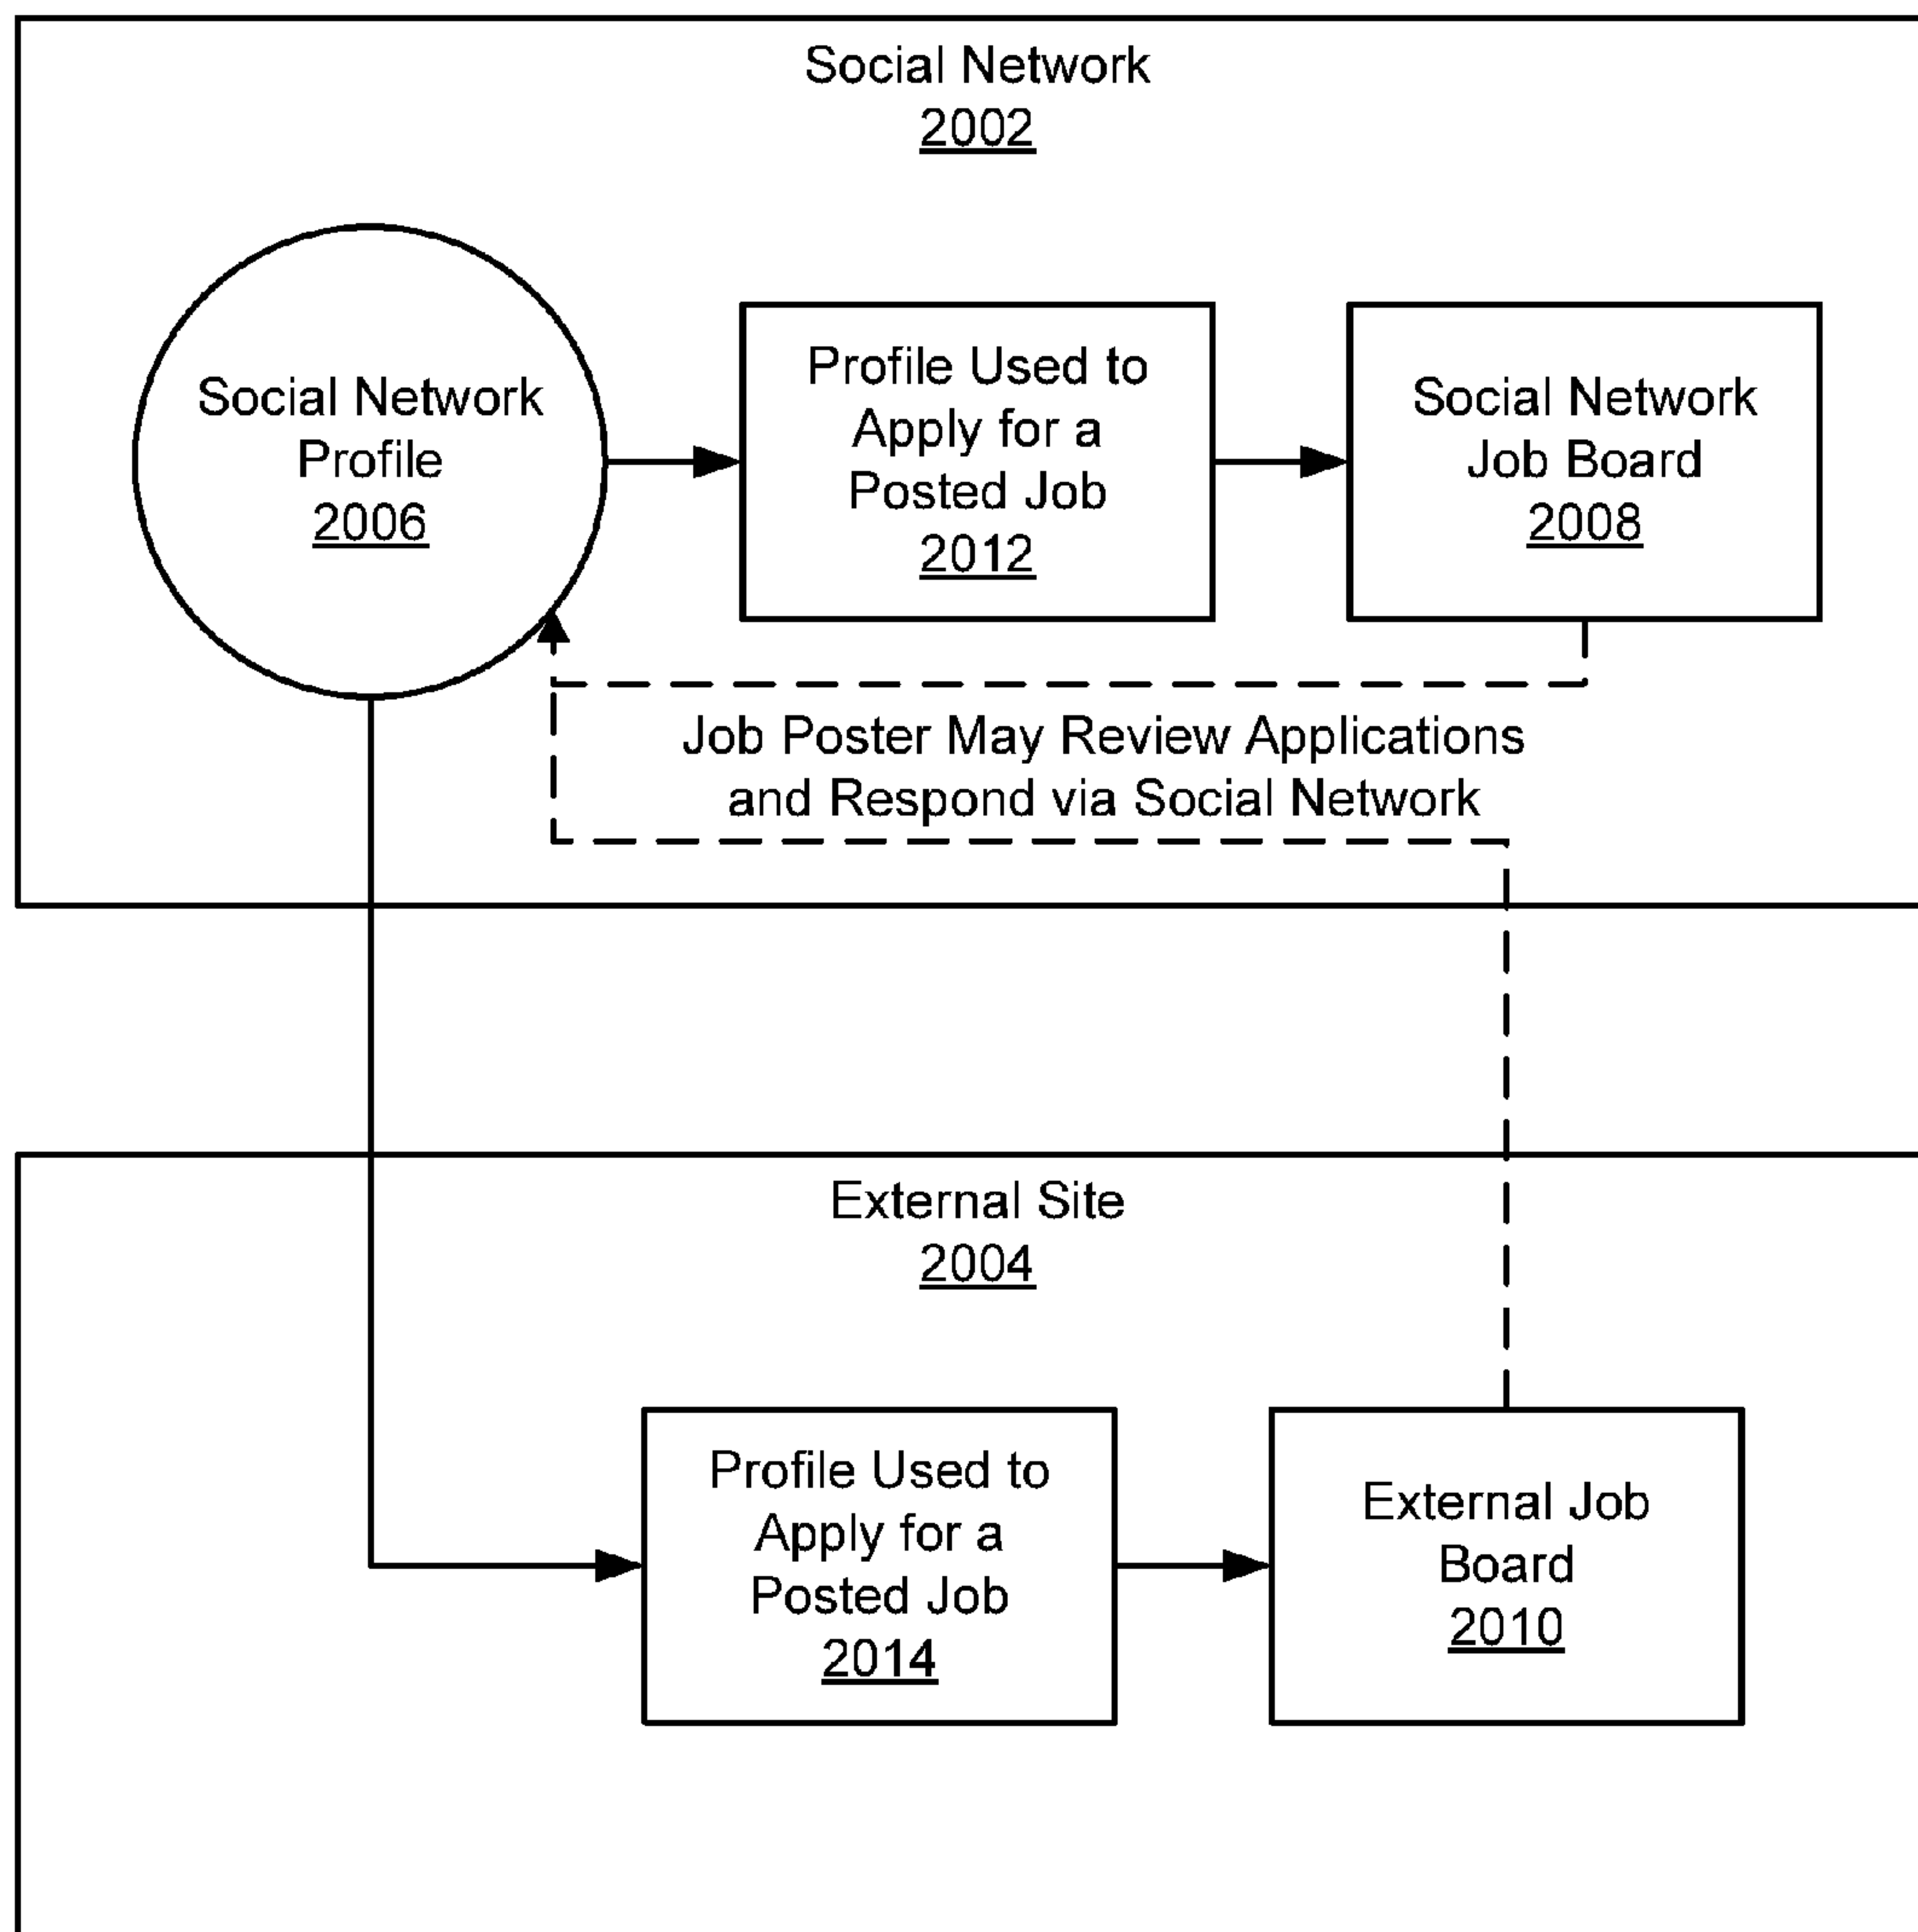 Social Network
2002
Social Network
Profile
2006
Profile Used to
Apply for a
Posted Job
2012
Social Network
Job Board
2008
Job Poster May Review Applications
and Respond via Social Network
External Site
2004
Profile Used to
Apply for a
Posted Job
2014
External Job
Board
2010